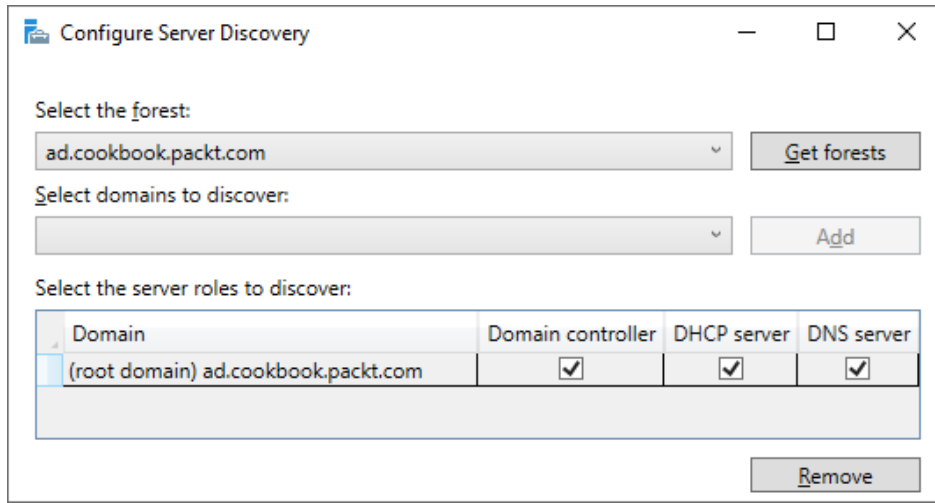 Configure Server Discovery
Select the forest:
ad.cookbook.packt.com Get forests
Select domains to discover:
Add
Select the server roles to discover:
Domain Domain controller DHCP server DNS server
(root domain) ad.cookbook.packt.com
Remove